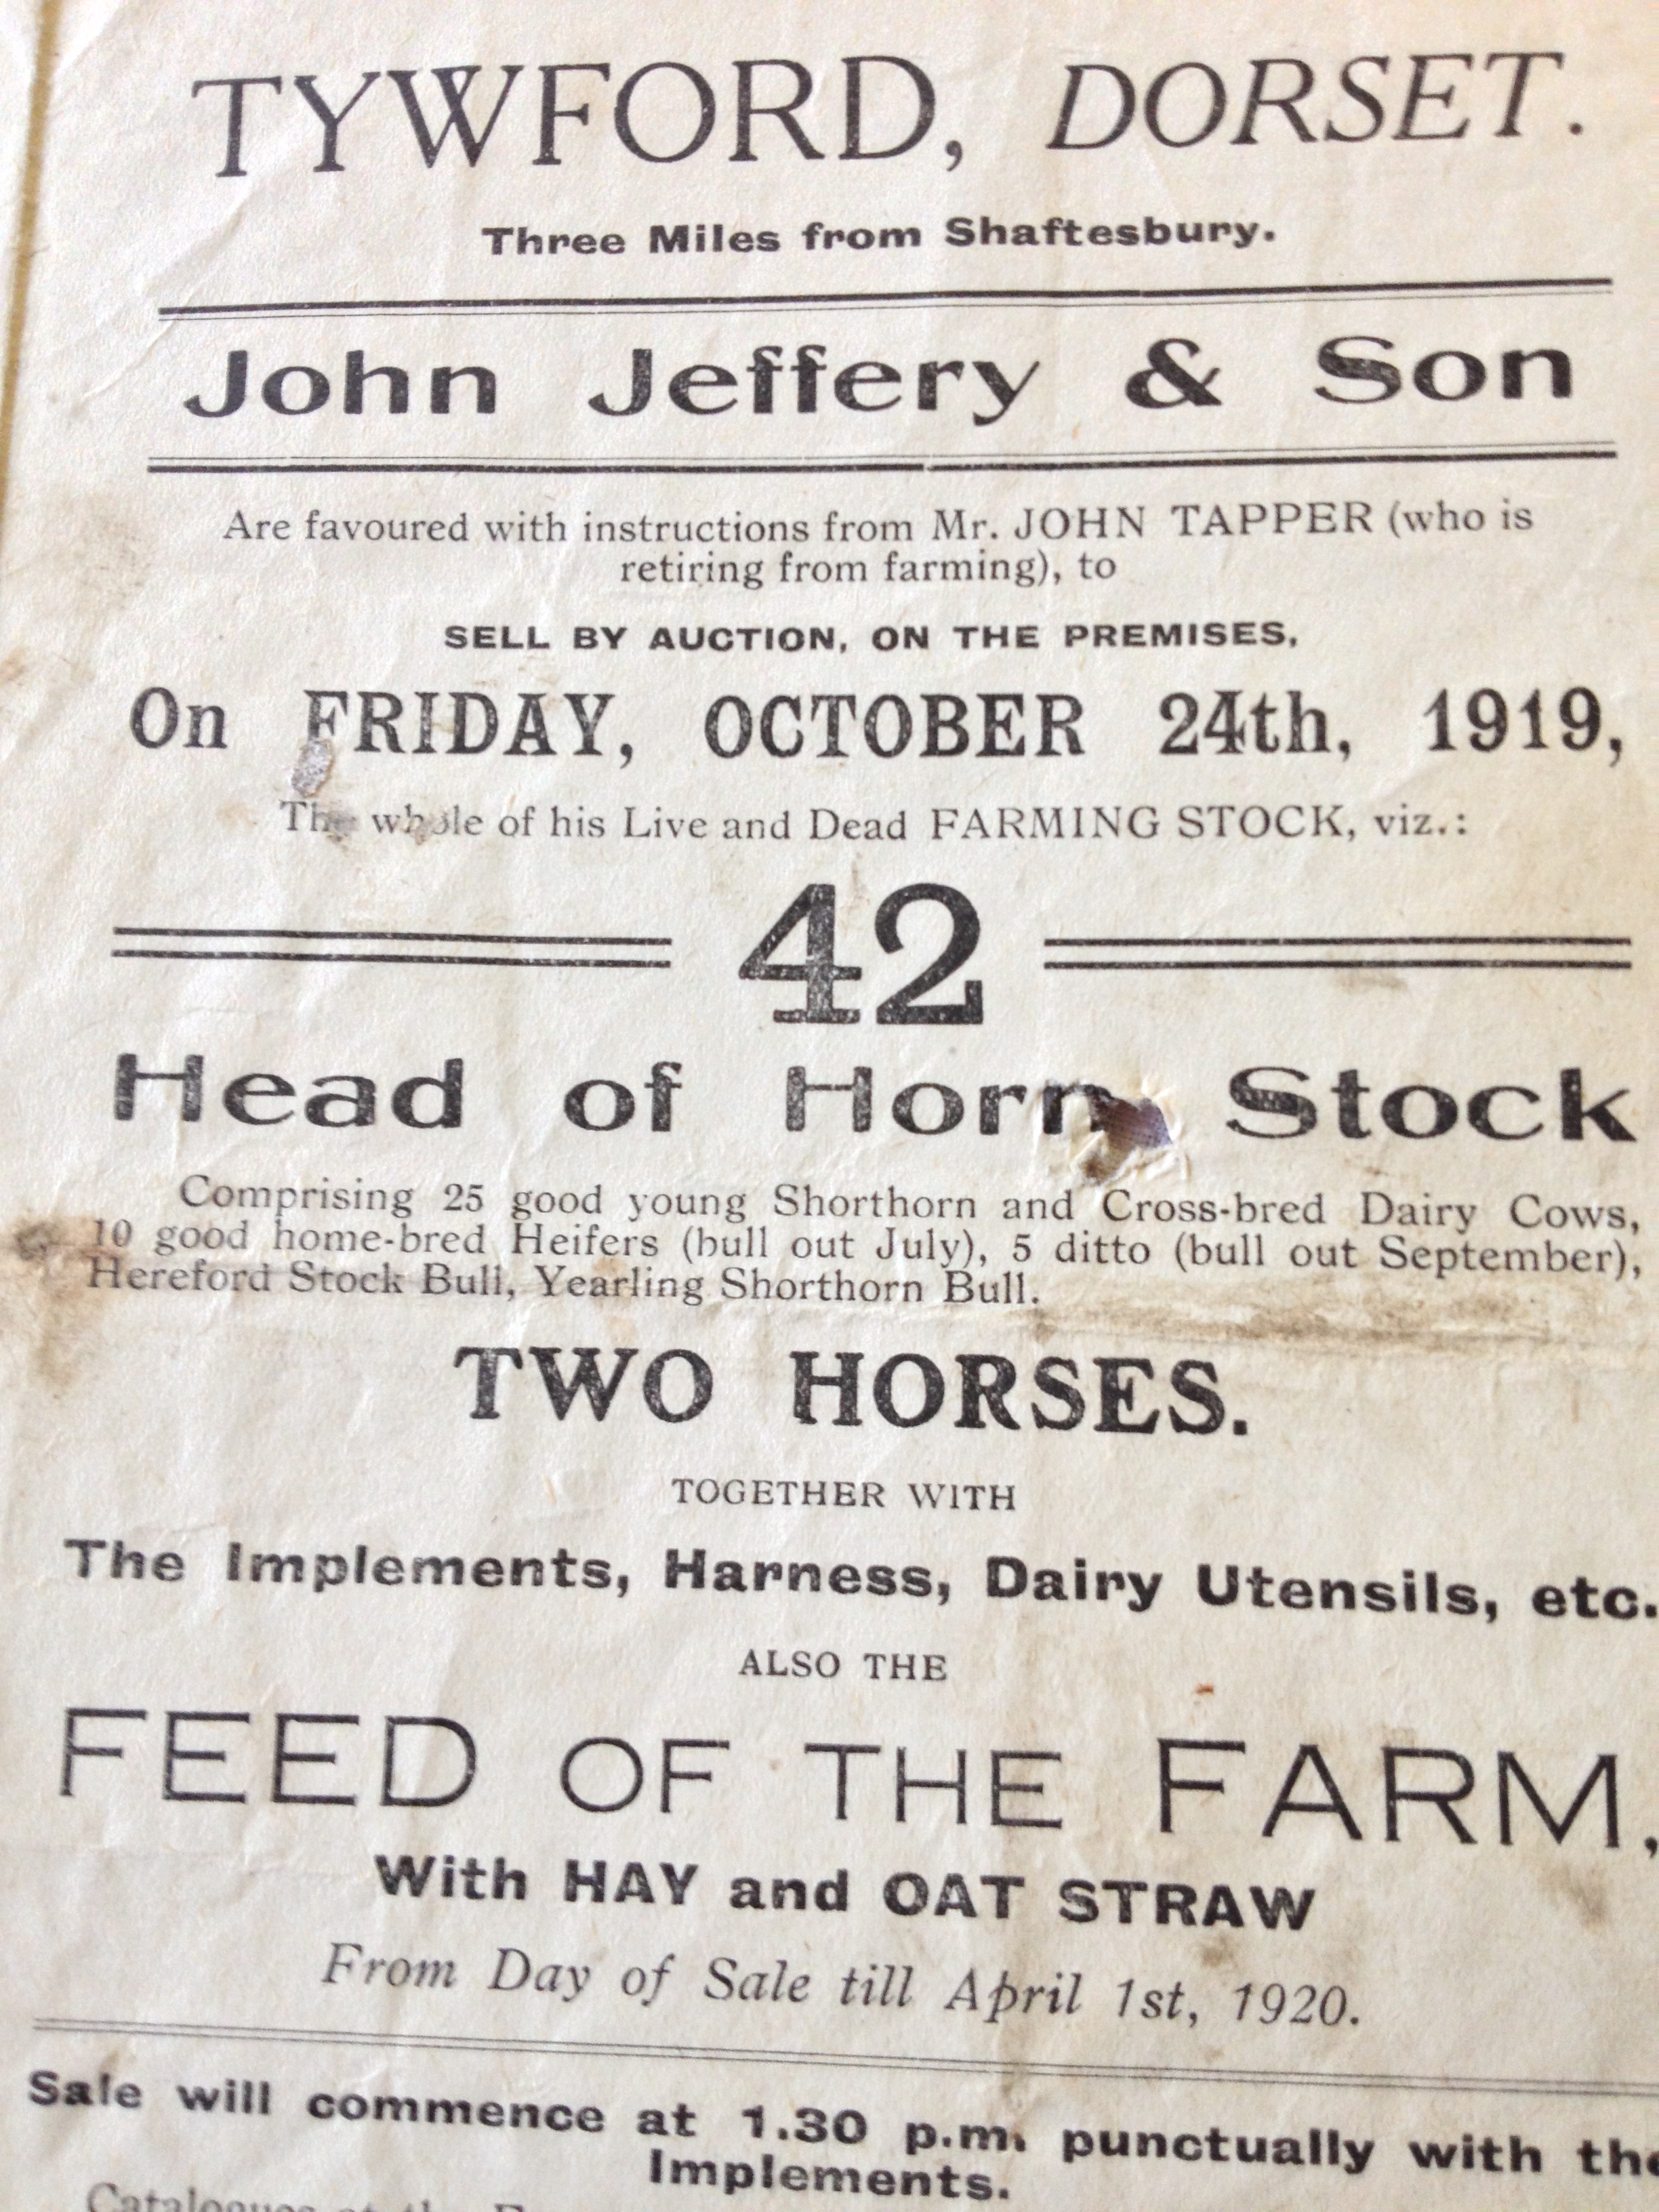 TYWFORD, DORSET.
Three Miles from Shaftesbury.
John Jeffery & Son
Are favoured with instructions from Mr. JOHN TAPPER (who is
retiring from farming), to
SELL BY AUCTION, ON THE PREMISES,
On FRIDAY, OCTOBER 24th, 1919,
The whole of his Live and Dead FARMING STOCK, viz.:
42
Head of Horn Stock
Comprising 25 good young Shorthorn and Cross-bred Dairy Cows,
10 good home-bred Heifers (bull out July), 5 ditto (bull out September),
Hereford Stock Bull, Yearling Shorthorn Bull.
TWO HORSES.
TOGETHER WITH
The Implements, Harness, Dairy Utensils, etc.
ALSO THE
FEED OF THE FARM,
With HAY and OAT STRAW
From Day of Sale till April 1st, 1920.
Sale will commence at 1.30 p.m. punctually with the
Implements.
Catalogues at the